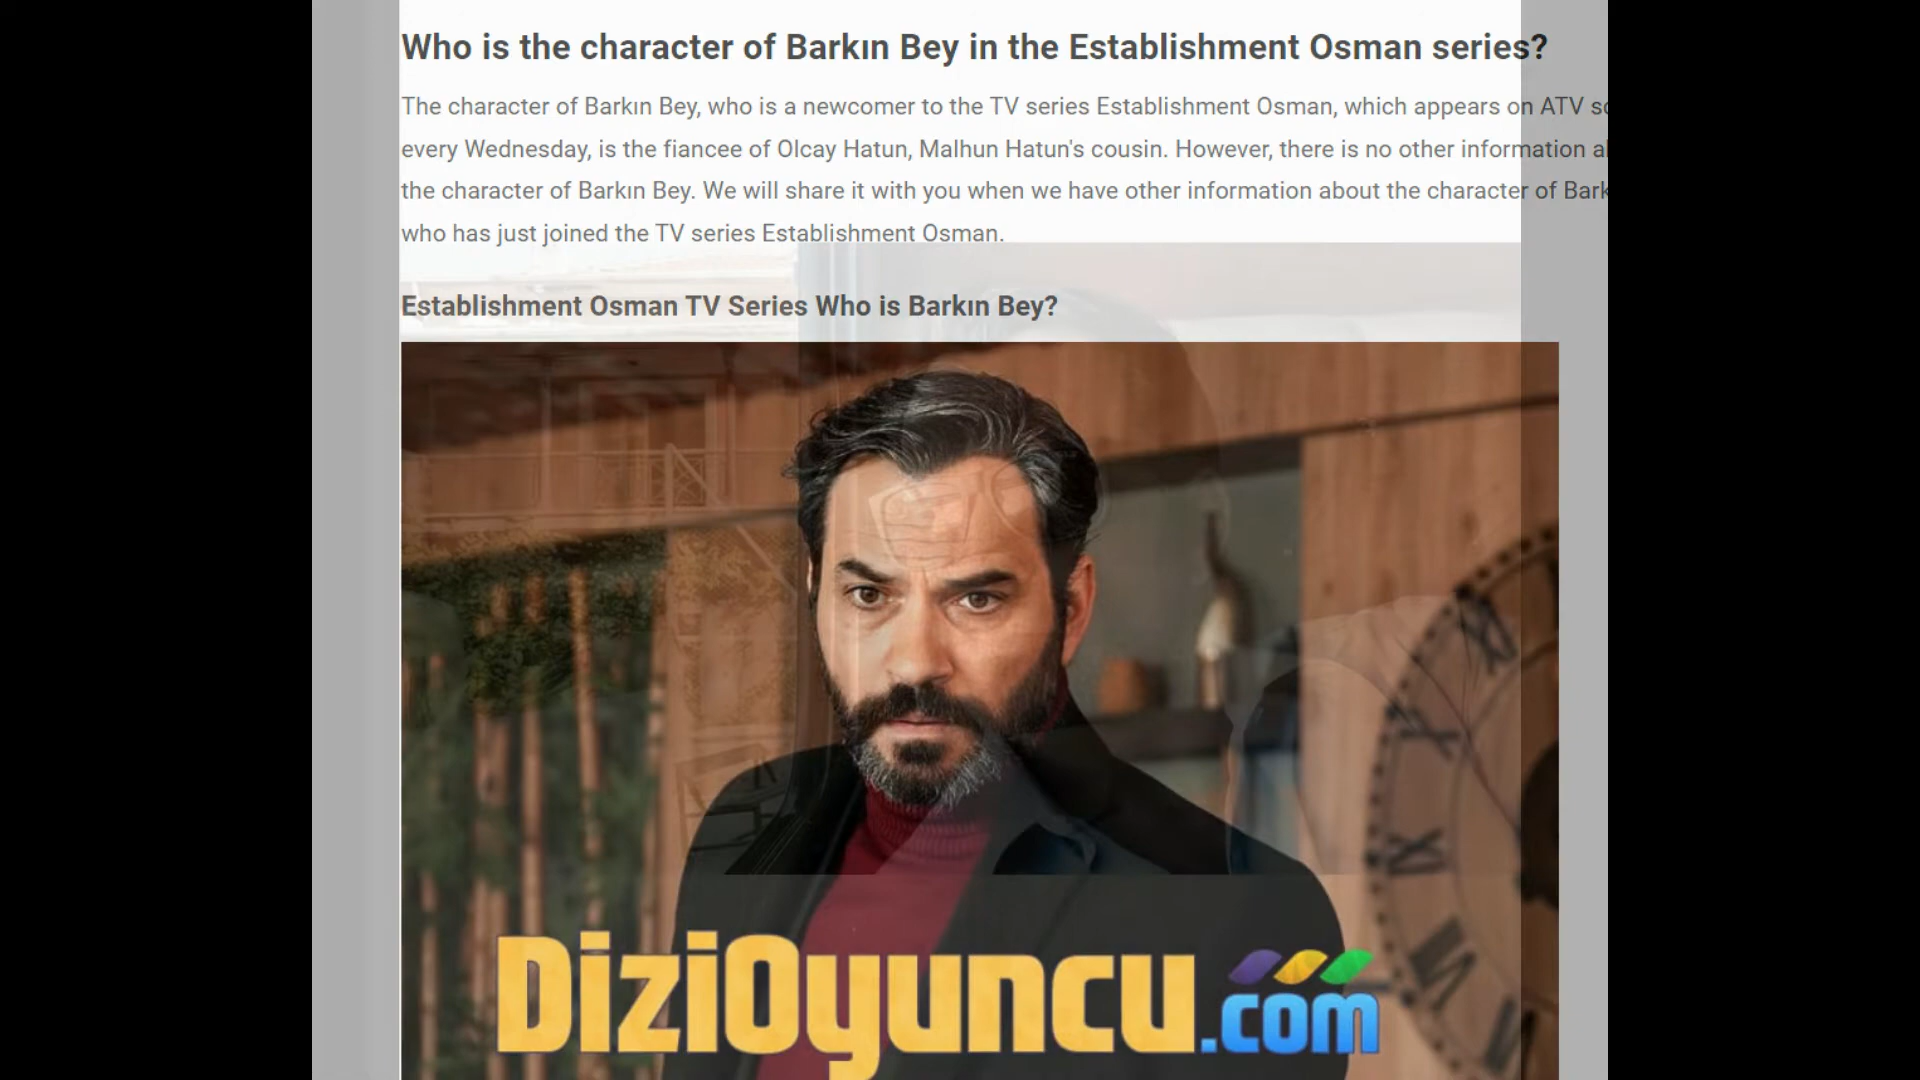 Who is the character of Barkın Bey in the Establishment Osman series?
The character of Barkın Bey, who is a newcomer to the TV series Establishment Osman, which appears on ATV
every Wednesday, is the fiancee of Olcay Hatun, Malhun Hatun's cousin. However, there is no other information
the character of Barkın Bey. We will share it with you when we have other information about the character of
who has just joined the TV series Establishment Osman.
Establishment Osman TV Series Who is Barkın Bey?
DiziOyuncu.com